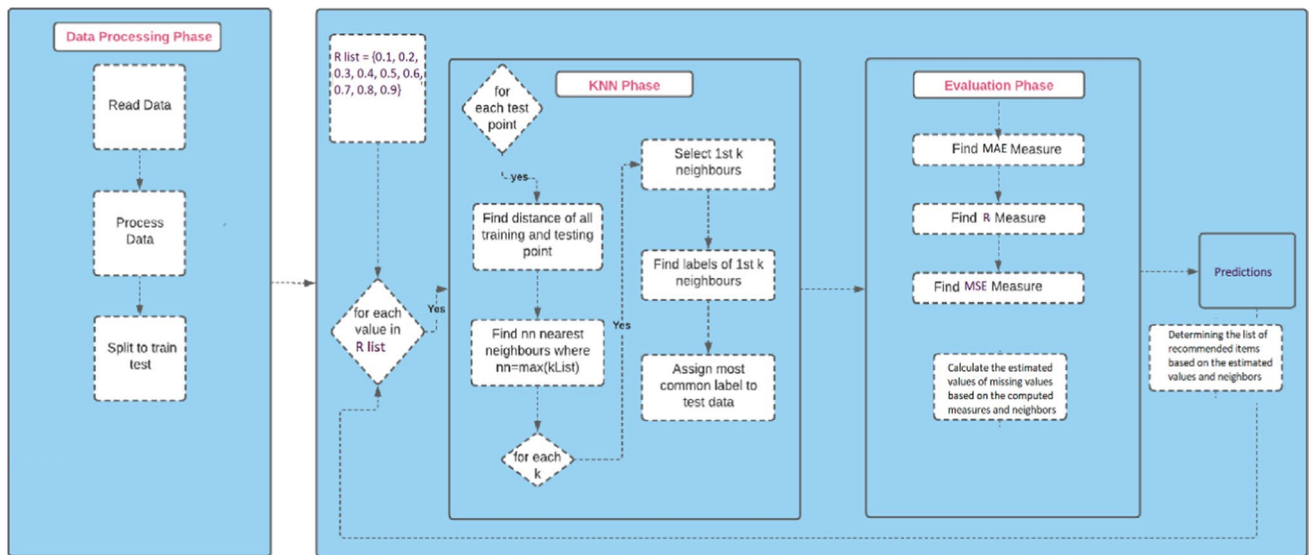 Data Processing Phase
Read Data
Process
Data
Split to train
test
R list = {0.1, 0.2,
0.3, 0.4, 0.5, 0.6,
0.7, 0.8, 0.9}
for each
value in
R list
Yes
KNN Phase
for
each test
point
yes
Find distance of all
training and testing
point
Find nn nearest
neighbours where
nn=max(kList)
for each
k
Yes
Select 1st k
neighbours
Find labels of 1st k
neighbours
Assign most
common label to
test data
Evaluation Phase
Find MAE Measure
Find R Measure
Find MSE Measure
Calculate the estimated
values of missing values
based on the computed
measures and neighbors
Predictions
Determining the list of
recommended items
based on the estimated
values and neighbors